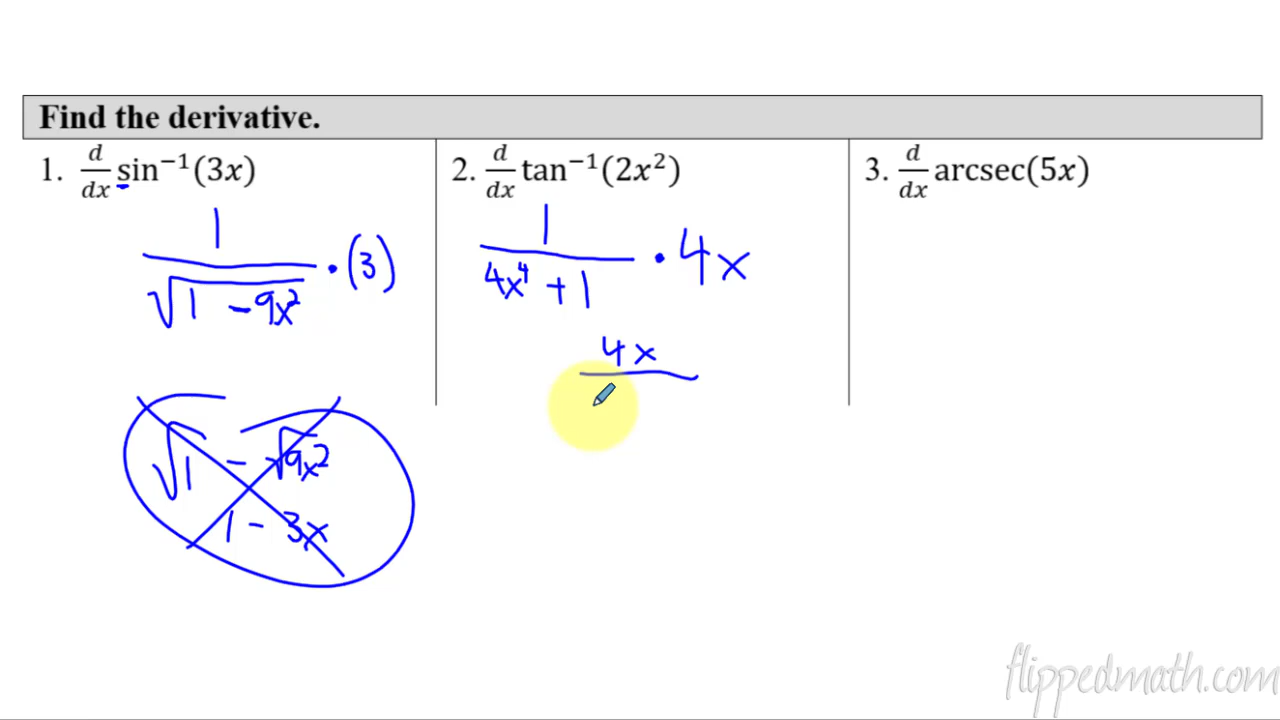 Find the derivative.
1. d/dx sin⁻¹(3x)
1/√(1 - 9x²) · (3)
√1 - √9x²
1 - 3x
2. d/dx tan⁻¹(2x²)
1/(4x⁴ + 1) · 4x
4x
3. d/dx arcsec(5x)
flippedmath.com